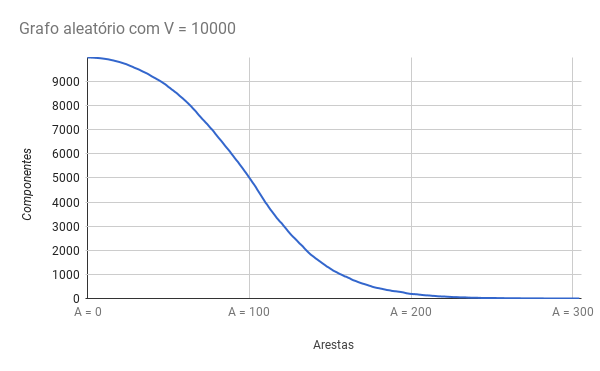 Grafo aleatório com V = 10000
9000
8000
7000
6000
5000
4000
3000
2000
1000
0
Componentes
A = 0
A = 100
A = 200
A = 300
Arestas